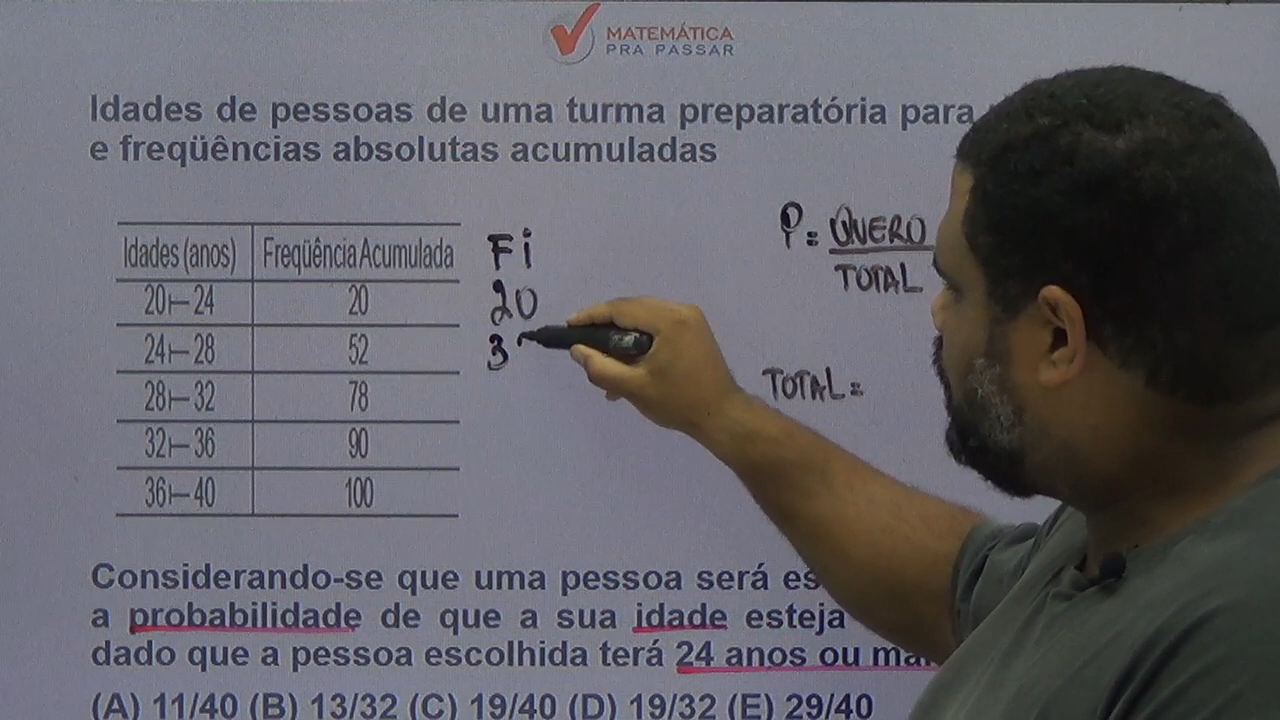 MATEMÁTICA
PRA PASSAR
Idades de pessoas de uma turma preparatória para
e freqüências absolutas acumuladas
Idades (anos) Freqüência Acumulada Fi
20⊢24 20 20
24⊢28 52 3
28⊢32 78
32⊢36 90
36⊢40 100
P = QUERO
TOTAL
TOTAL =
Considerando-se que uma pessoa será
a probabilidade de que a sua idade esteja
dado que a pessoa escolhida terá 24 anos ou
(A) 11/40 (B) 13/32 (C) 19/40 (D) 19/32 (E) 29/40